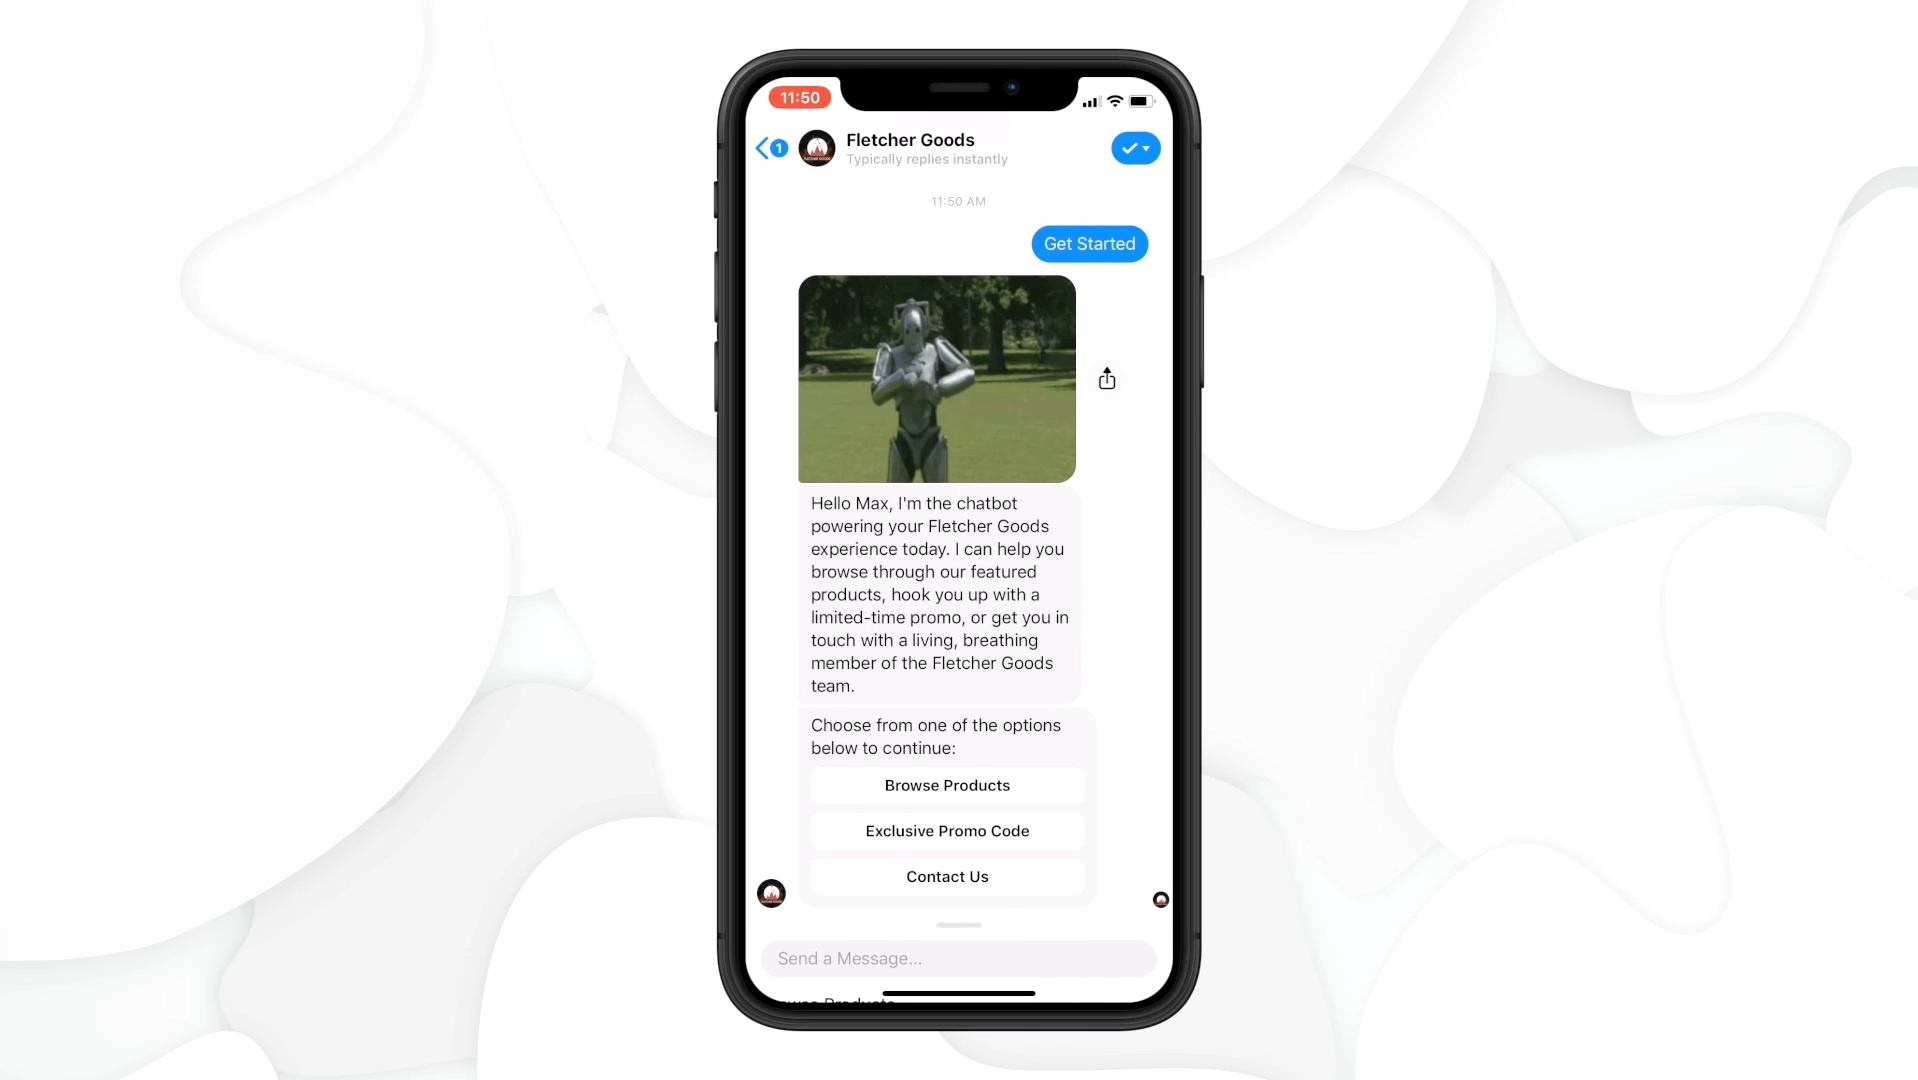 11:50
1
Fletcher Goods
Typically replies instantly
11:50 AM
Get Started
Hello Max, I'm the chatbot
powering your Fletcher Goods
experience today. I can help you
browse through our featured
products, hook you up with a
limited-time promo, or get you in
touch with a living, breathing
member of the Fletcher Goods
team.
Choose from one of the options
below to continue:
Browse Products
Exclusive Promo Code
Contact Us
Send a Message...